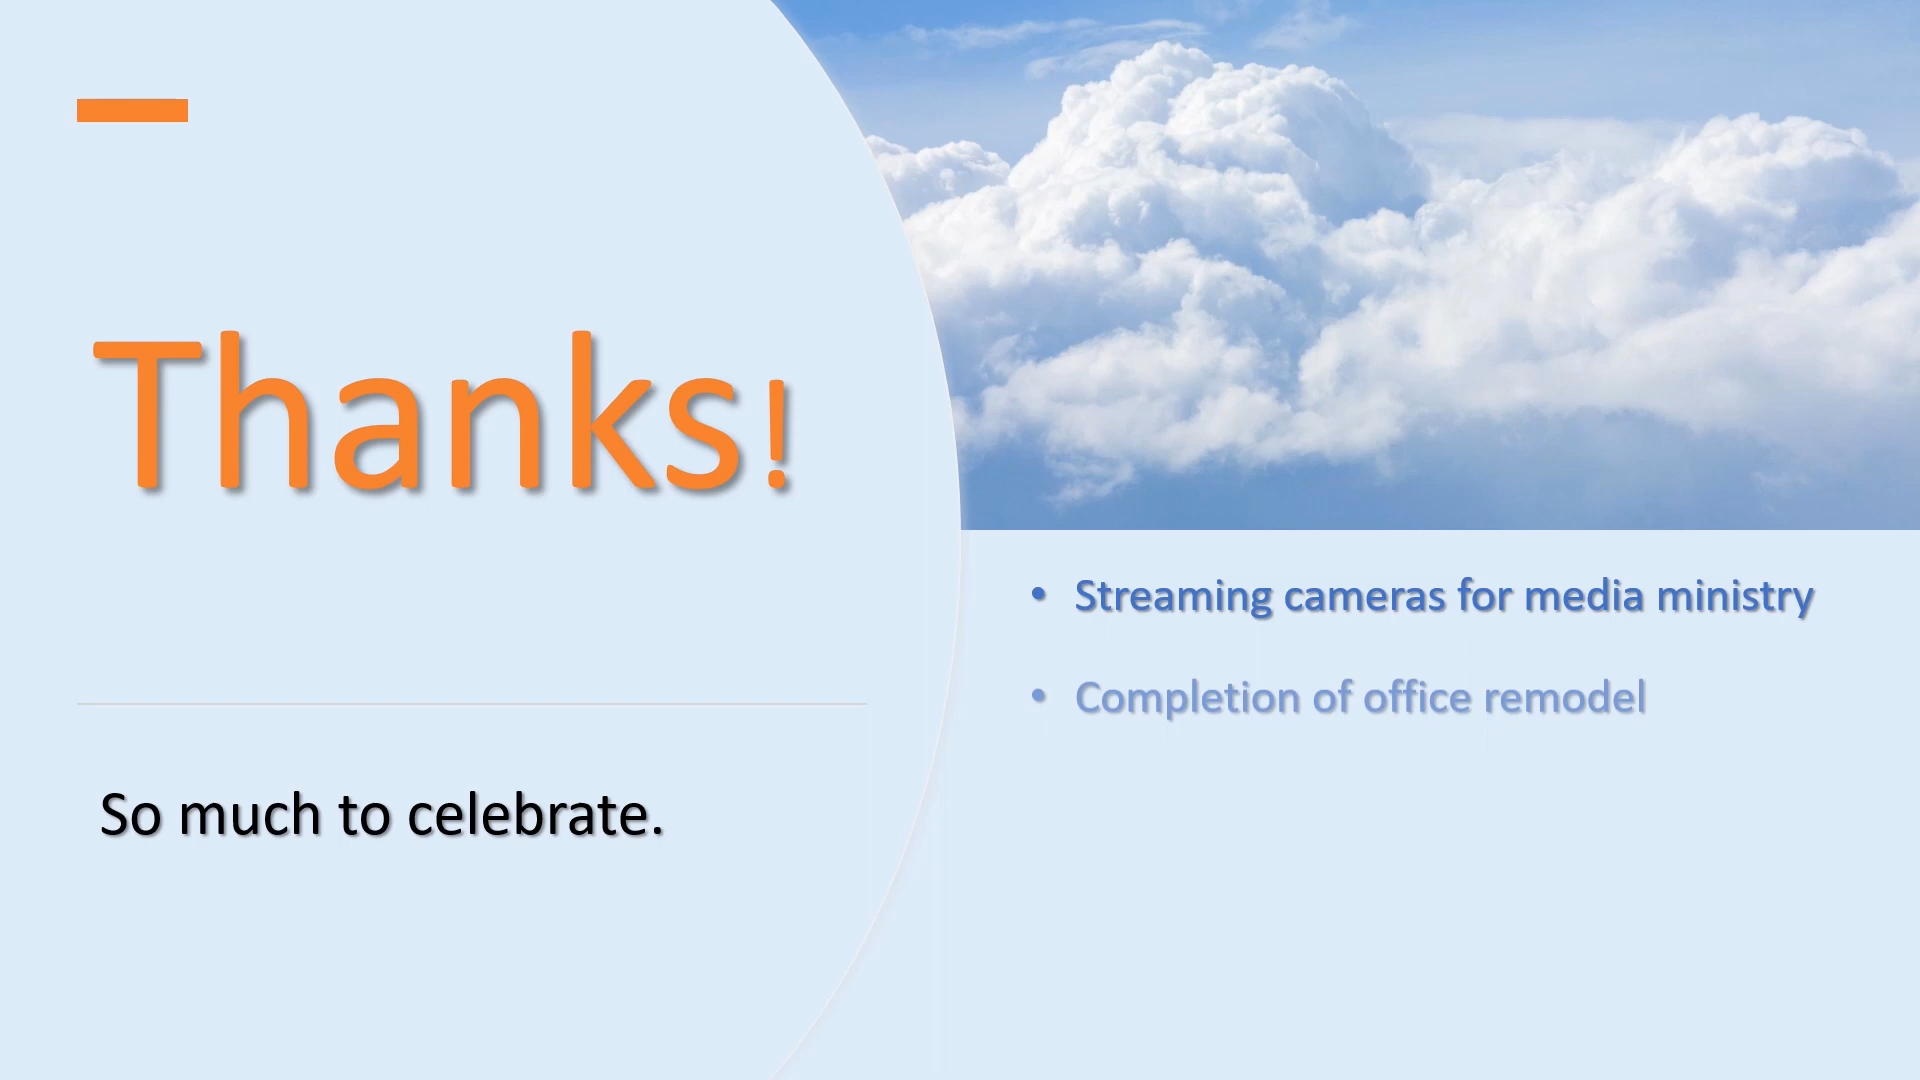 Thanks!
So much to celebrate.
• Streaming cameras for media ministry
• Completion of office remodel